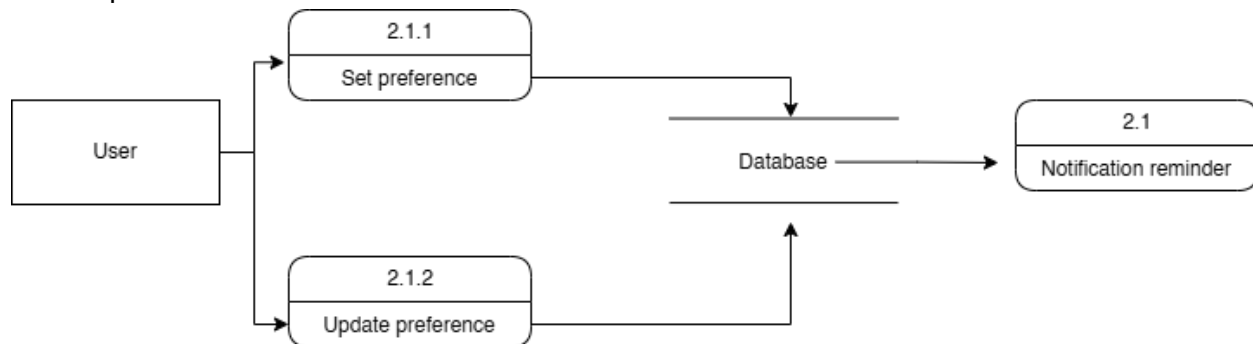 2.1.1
Set preference
User
2.1
Database
Notification reminder
2.1.2
Update preference